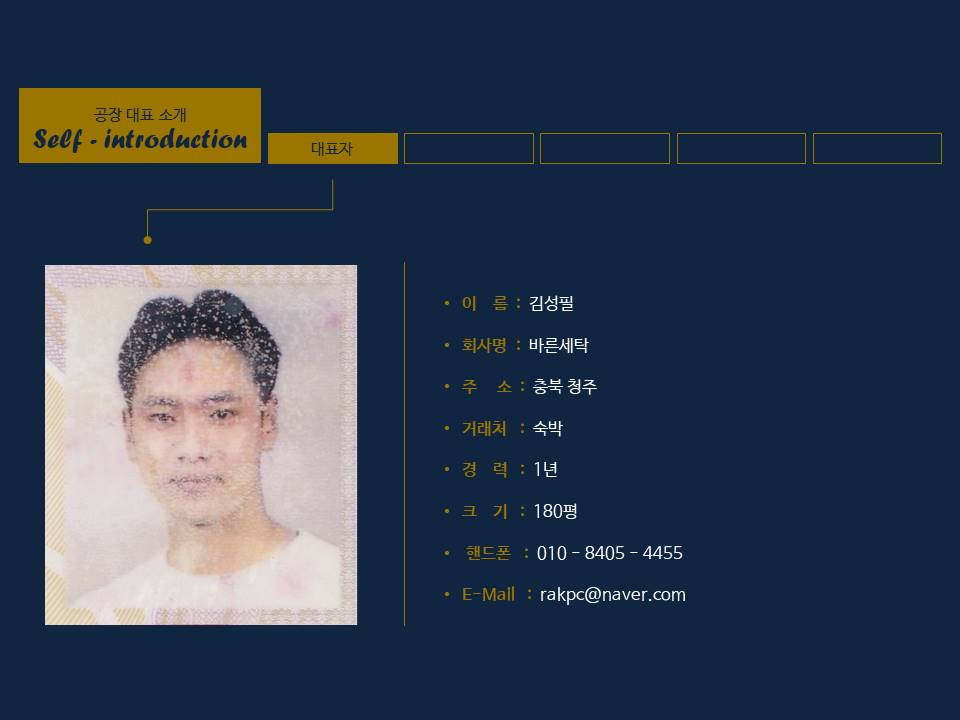 공장 대표 소개
Self - introduction
대표자
• 이 름 : 김성필
• 회사명 : 바른세탁
• 주 소 : 충북 청주
• 거래처 : 숙박
• 경 력 : 1년
• 크 기 : 180평
• 핸드폰 : 010 - 8405 - 4455
• E-Mail : rakpc@naver.com